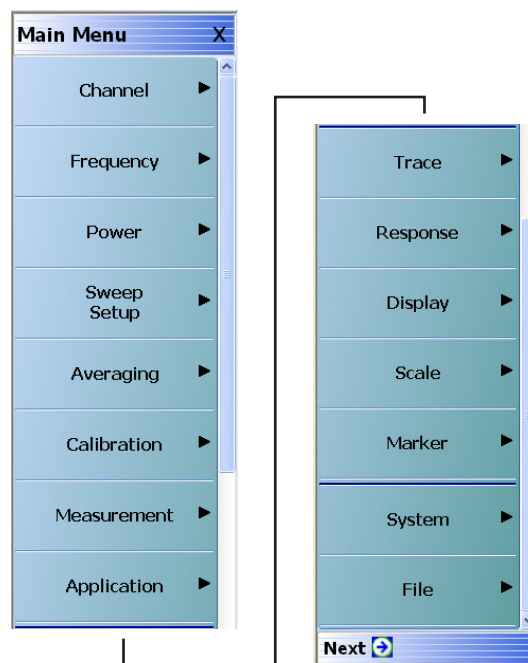 Main Menu X
Channel
Frequency
Power
Sweep
Setup
Averaging
Calibration
Measurement
Application
Trace
Response
Display
Scale
Marker
System
File
Next